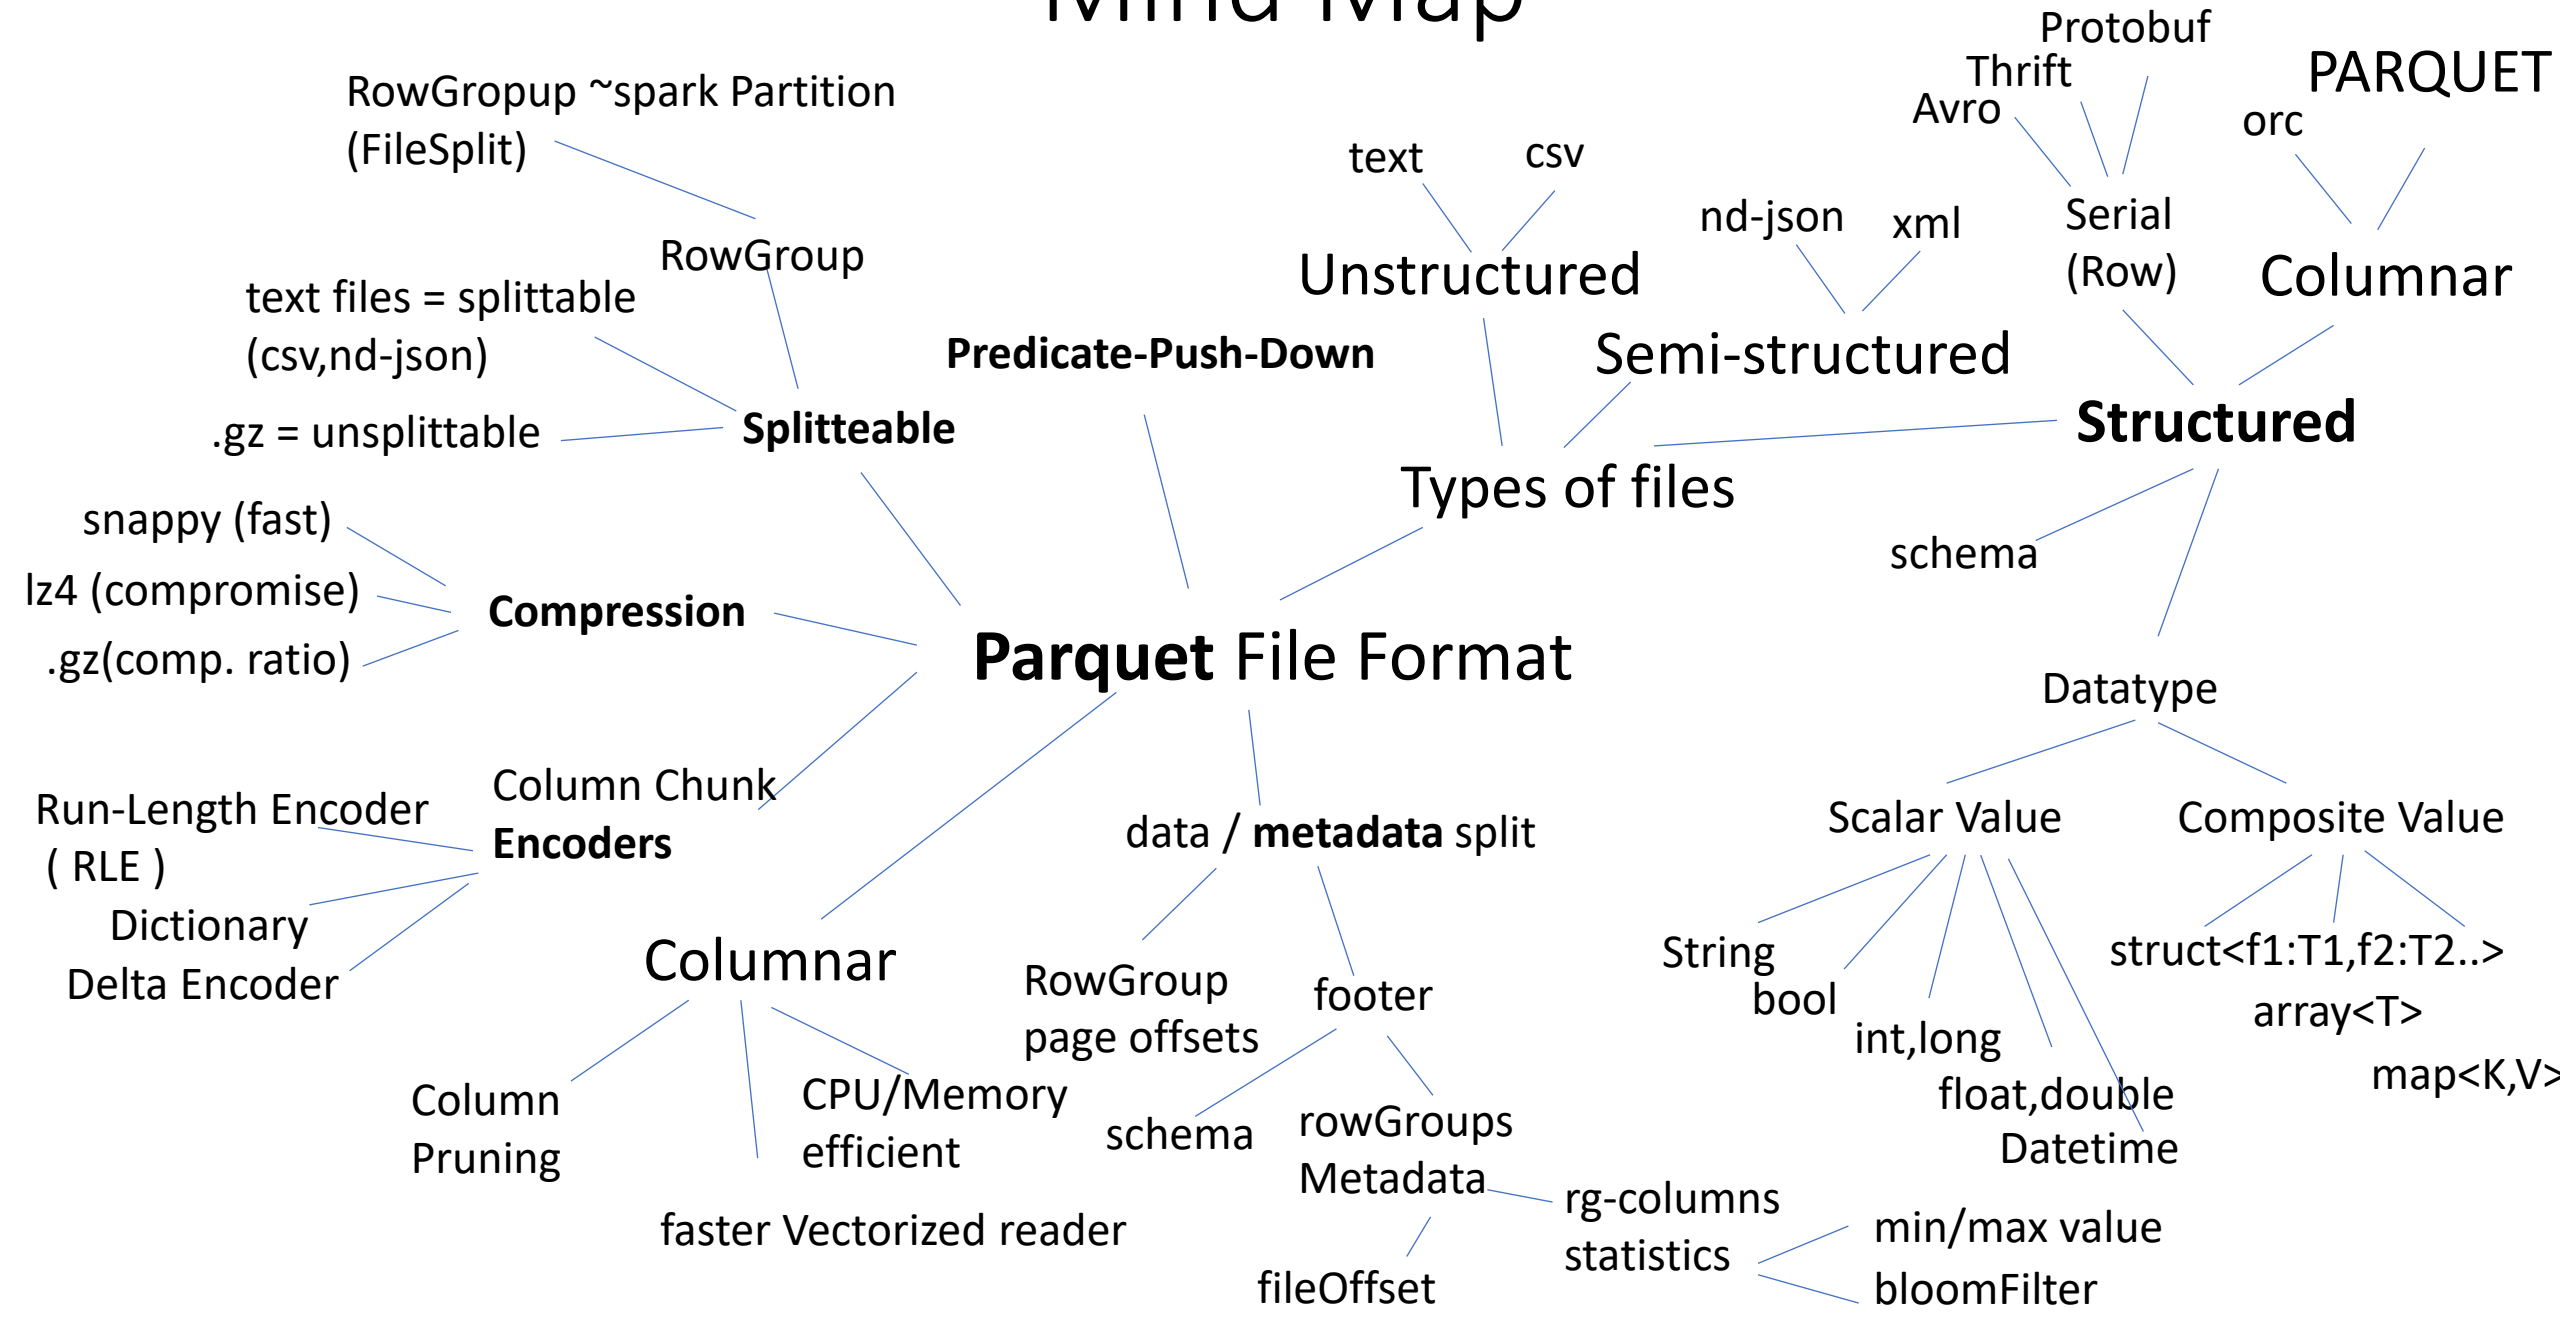 Mind Map
Protobuf
Thrift
Avro
PARQUET
orc
RowGropup ~spark Partition
(FileSplit)
text
csv
nd-json
xml
Serial
(Row)
Columnar
RowGroup
text files = splittable
(csv,nd-json)
Unstructured
Predicate-Push-Down
Semi-structured
.gz = unsplittable
Splitteable
Structured
Types of files
snappy (fast)
lz4 (compromise)
.gz(comp. ratio)
Compression
schema
Parquet File Format
Datatype
Column Chunk
Encoders
Run-Length Encoder
( RLE )
Dictionary
Delta Encoder
data / metadata split
Scalar Value
Composite Value
Columnar
RowGroup
page offsets
footer
String
bool
int,long
float,double
Datetime
struct<f1:T1,f2:T2..>
array<T>
map<K,V>
Column
Pruning
CPU/Memory
efficient
faster Vectorized reader
schema
rowGroups
Metadata
rg-columns
statistics
min/max value
bloomFilter
fileOffset